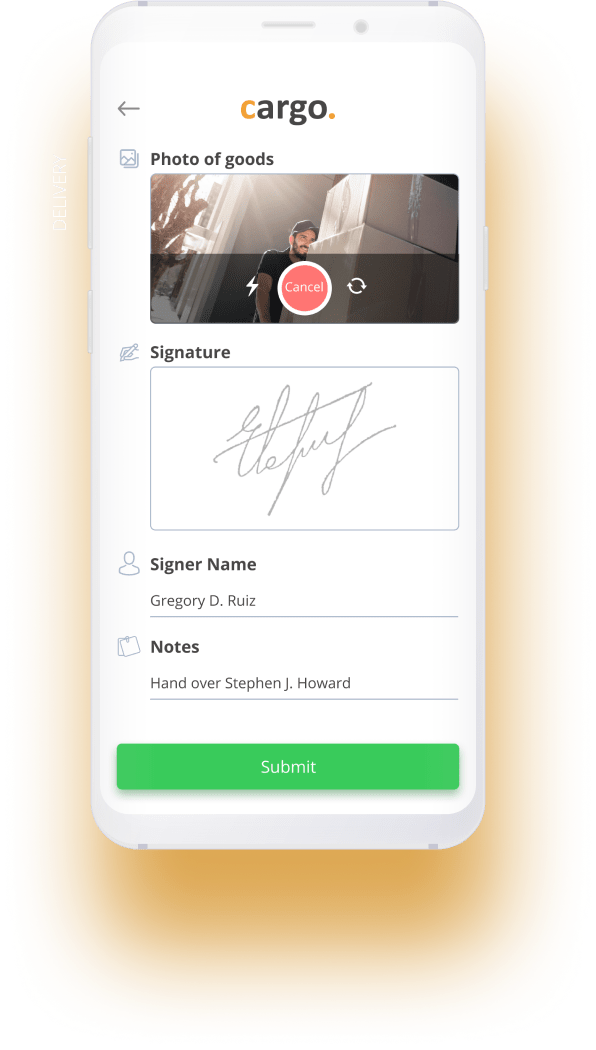 cargo.
DELIVERY
Photo of goods
Cancel
Signature
Signer Name
Gregory D. Ruiz
Notes
Hand over Stephen J. Howard
Submit